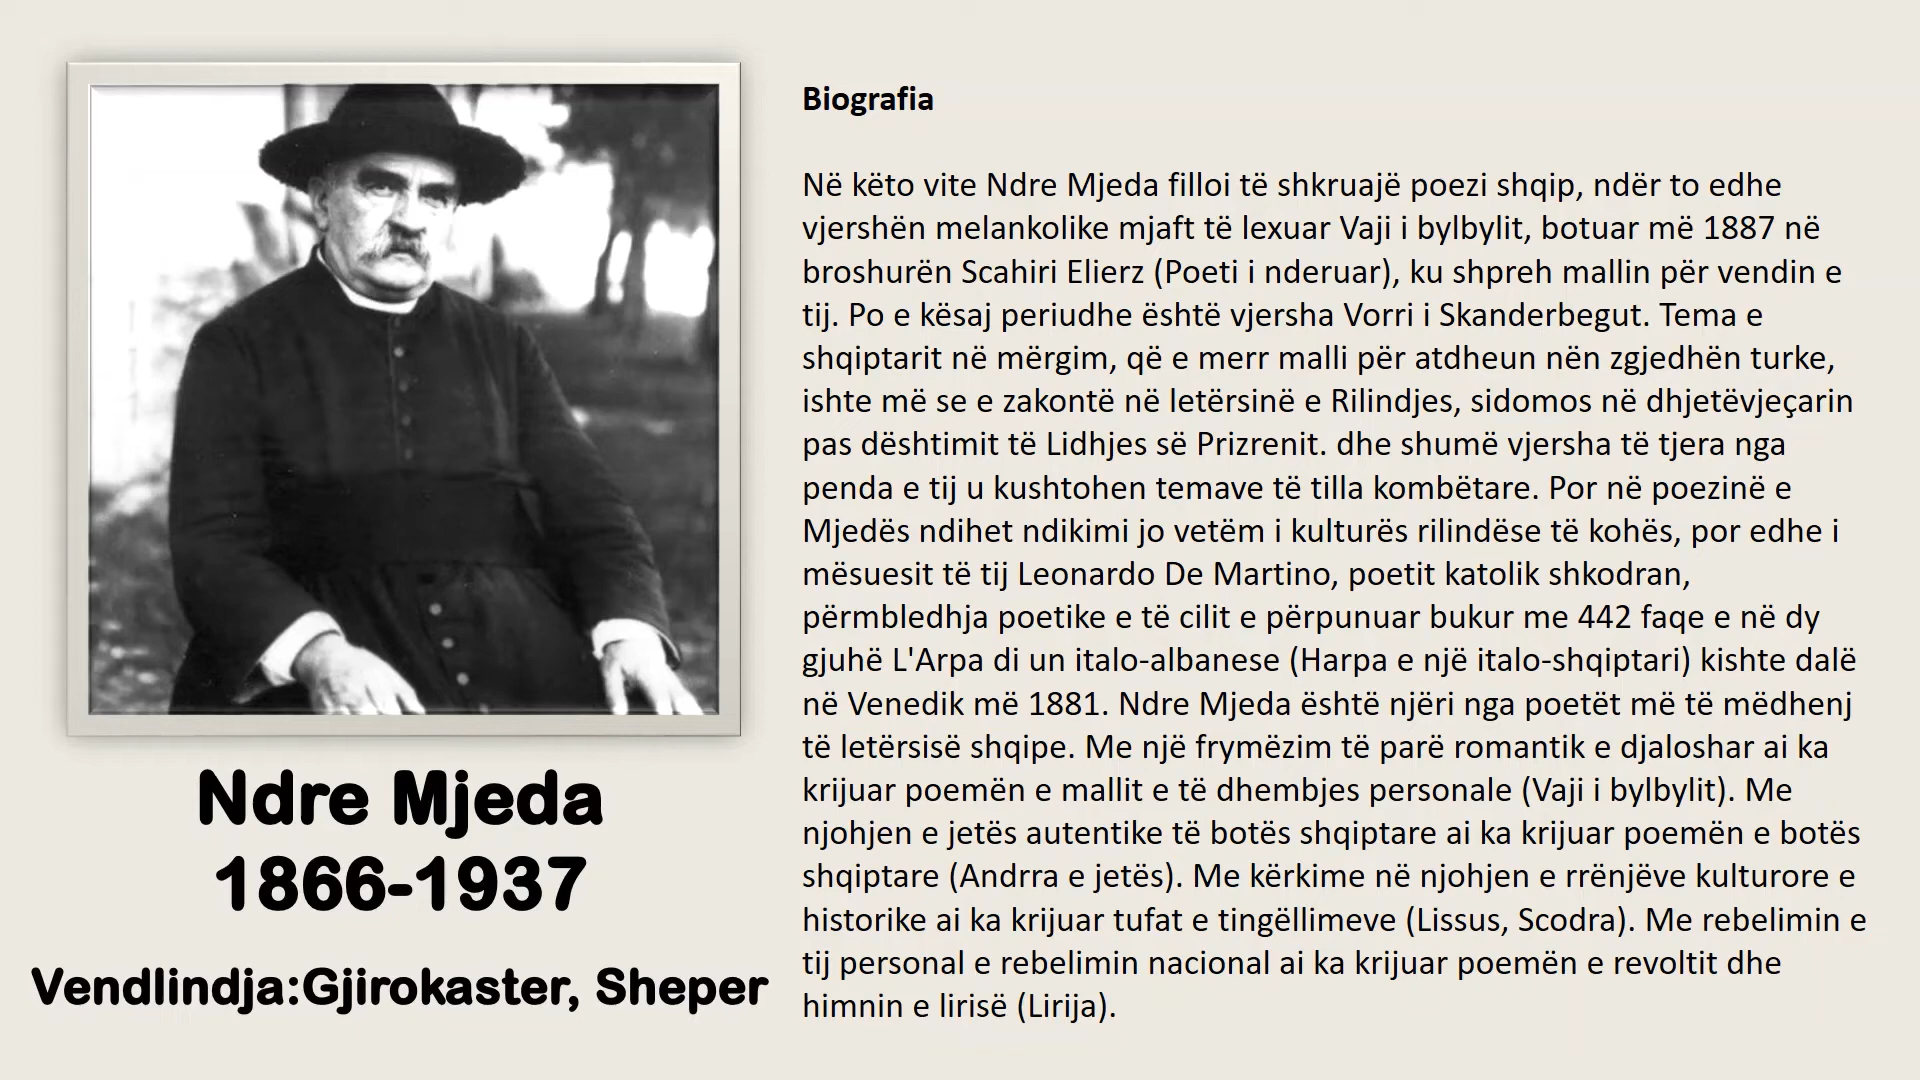 Ndre Mjeda
1866-1937
Vendlindja:Gjirokaster, Sheper
Biografia
Në këto vite Ndre Mjeda filloi të shkruajë poezi shqip, ndër to edhe
vjershën melankolike mjaft të lexuar Vaji i bylbylit, botuar më 1887 në
broshurën Scahiri Elierz (Poeti i nderuar), ku shpreh mallin për vendin e
tij. Po e kësaj periudhe është vjersha Vorri i Skanderbegut. Tema e
shqiptarit në mërgim, që e merr malli për atdheun nën zgjedhën turke,
ishte më se e zakontë në letërsinë e Rilindjes, sidomos në dhjetëvjeçarin
pas dështimit të Lidhjes së Prizrenit. dhe shumë vjersha të tjera nga
penda e tij u kushtohen temave të tilla kombëtare. Por në poezinë e
Mjedës ndihet ndikimi jo vetëm i kulturës rilindëse të kohës, por edhe i
mësuesit të tij Leonardo De Martino, poetit katolik shkodran,
përmbledhja poetike e të cilit e përpunuar bukur me 442 faqe e në dy
gjuhë L'Arpa di un italo-albanese (Harpa e një italo-shqiptari) kishte dalë
në Venedik më 1881. Ndre Mjeda është njëri nga poetët më të mëdhenj
të letërsisë shqipe. Me një frymëzim të parë romantik e djaloshar ai ka
krijuar poemën e mallit e të dhembjes personale (Vaji i bylbylit). Me
njohjen e jetës autentike të botës shqiptare ai ka krijuar poemën e botës
shqiptare (Andrra e jetës). Me kërkime në njohjen e rrënjëve kulturore e
historike ai ka krijuar tufat e tingëllimeve (Lissus, Scodra). Me rebelimin e
tij personal e rebelimin nacional ai ka krijuar poemën e revoltit dhe
himnin e lirisë (Lirija).